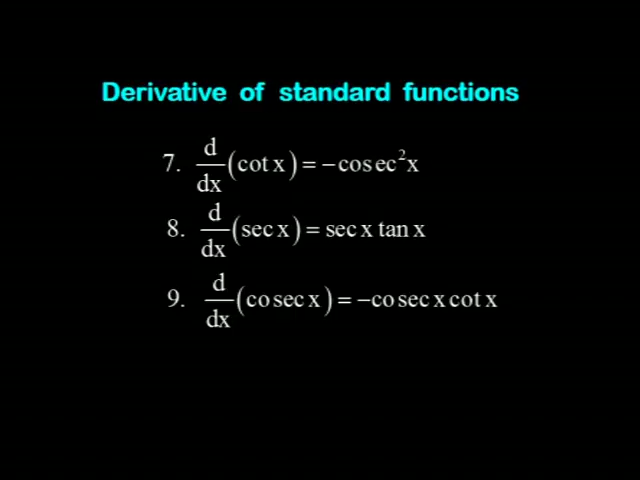 Derivative of standard functions
7. d/dx (cot x) = −cosec²x
8. d/dx (sec x) = sec x tan x
9. d/dx (cosec x) = −cosec x cot x